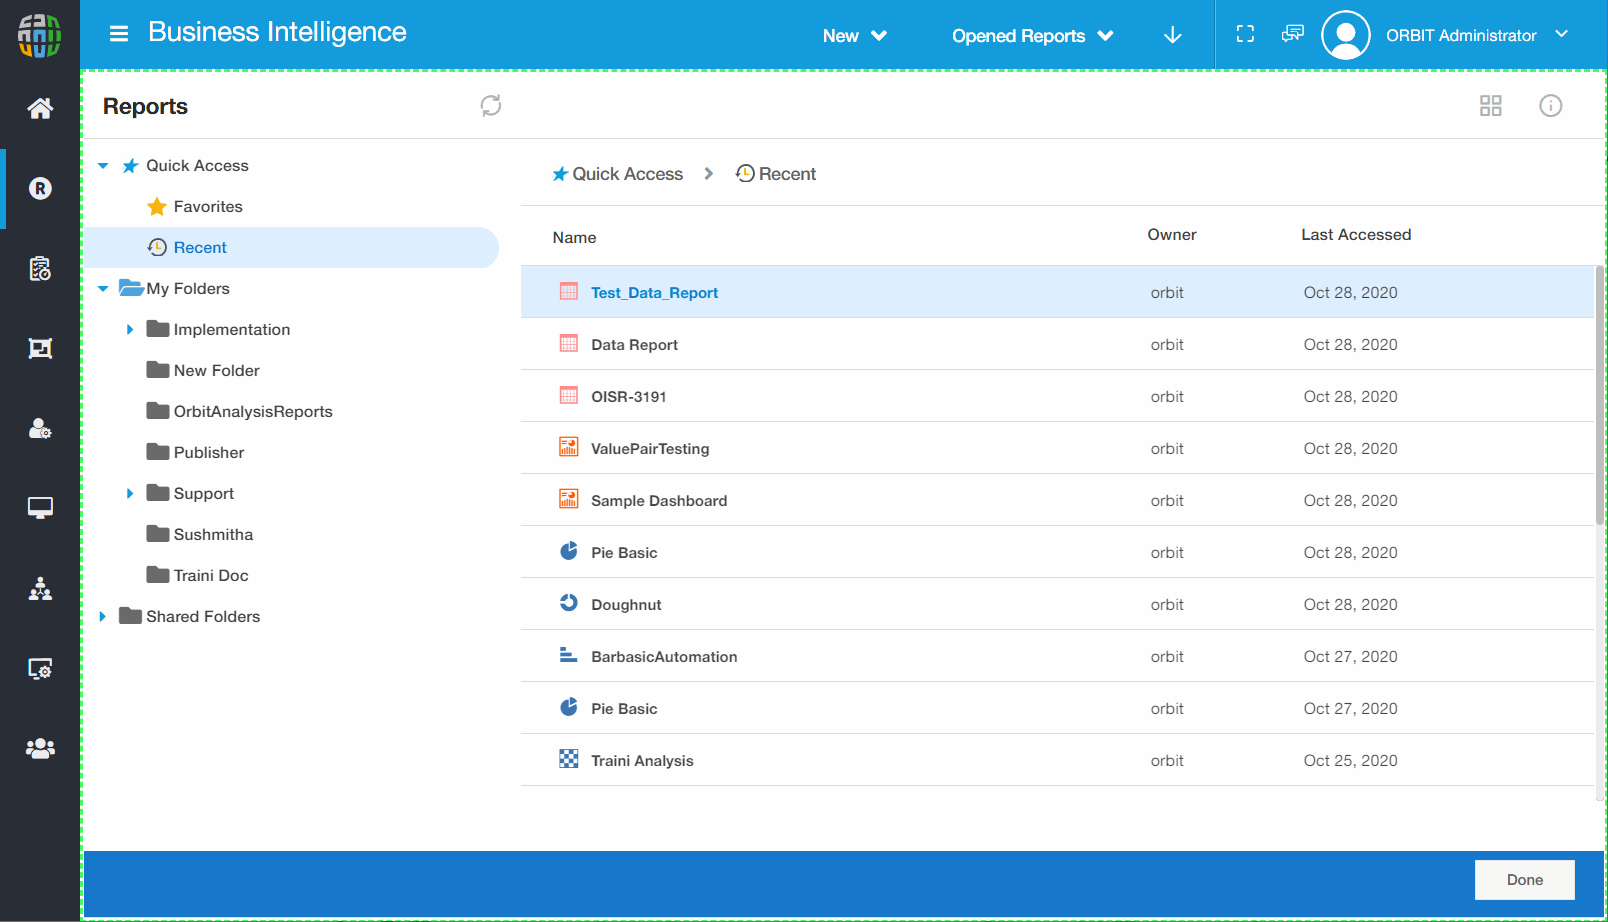 Business Intelligence
New
Opened Reports
ORBIT Administrator
R
Reports
Quick Access
Favorites
Recent
My Folders
Implementation
New Folder
OrbitAnalysisReports
Publisher
Support
Sushmitha
Traini Doc
Shared Folders
Quick Access Recent
Name Owner Last Accessed
Test_Data_Report orbit Oct 28, 2020
Data Report orbit Oct 28, 2020
OISR-3191 orbit Oct 28, 2020
ValuePairTesting orbit Oct 28, 2020
Sample Dashboard orbit Oct 28, 2020
Pie Basic orbit Oct 28, 2020
Doughnut orbit Oct 28, 2020
BarbasicAutomation orbit Oct 27, 2020
Pie Basic orbit Oct 27, 2020
Traini Analysis orbit Oct 25, 2020
Done